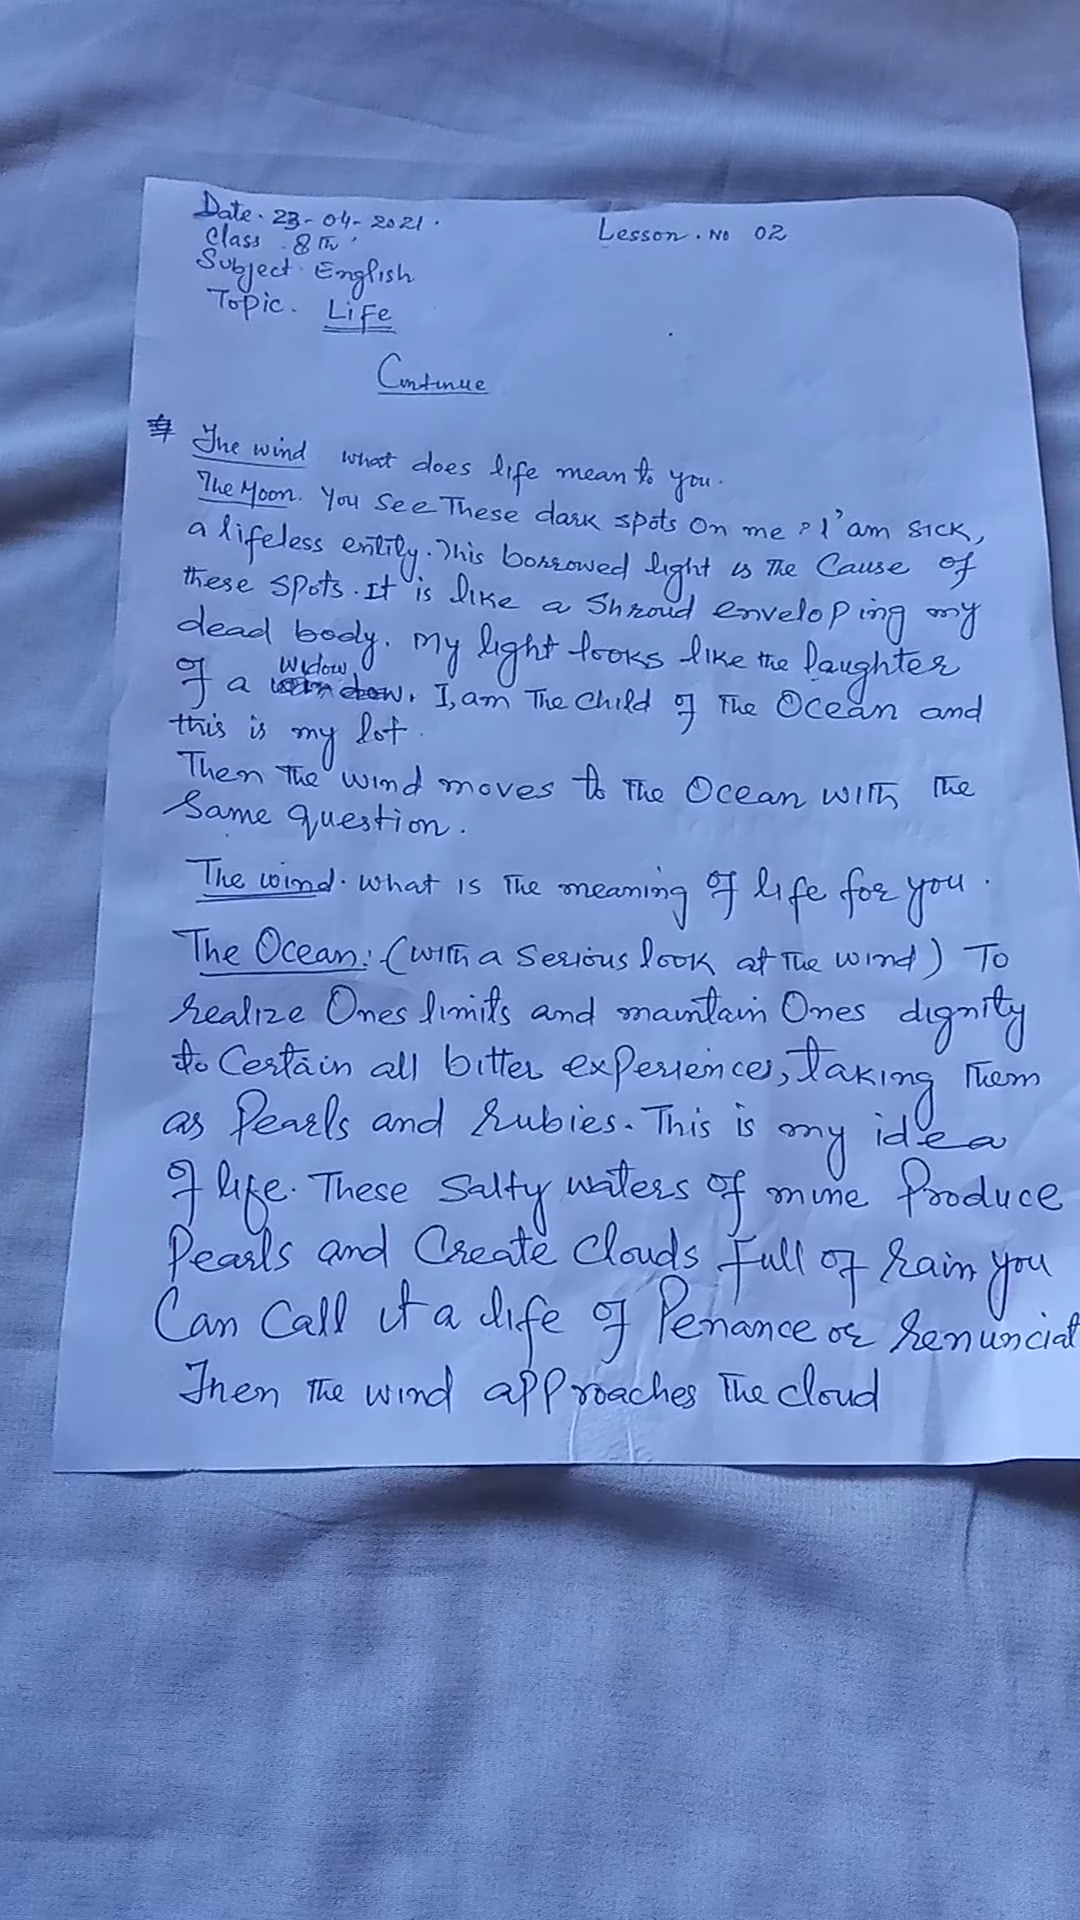 Date. 23-04-2021.
Lesson. No 02
Class. 8Th
Subject. English
Topic. Life
Continue
The wind. what does life mean to you.
The Moon. You see These dark spots on me? I'am sick,
a lifeless entity. This borrowed light is The Cause of
these spots. It is like a Shroud enveloping my
dead body. My light looks like the laughter
of a widow. I, am The child of The Ocean and
this is my lot.
Then The wind moves to The Ocean with The
Same question.
The wind. what is The meaning of life for you.
The Ocean: (with a Serious look at The wind) To
realize Ones limits and maintain Ones dignity
to Certain all bitter experiences, taking Them
as Pearls and rubies. This is my idea
of life. These Salty waters of mine Produce
Pearls and Create Clouds full of rain you
Can Call it a life of Penance or renunciat
Then The wind approaches The cloud